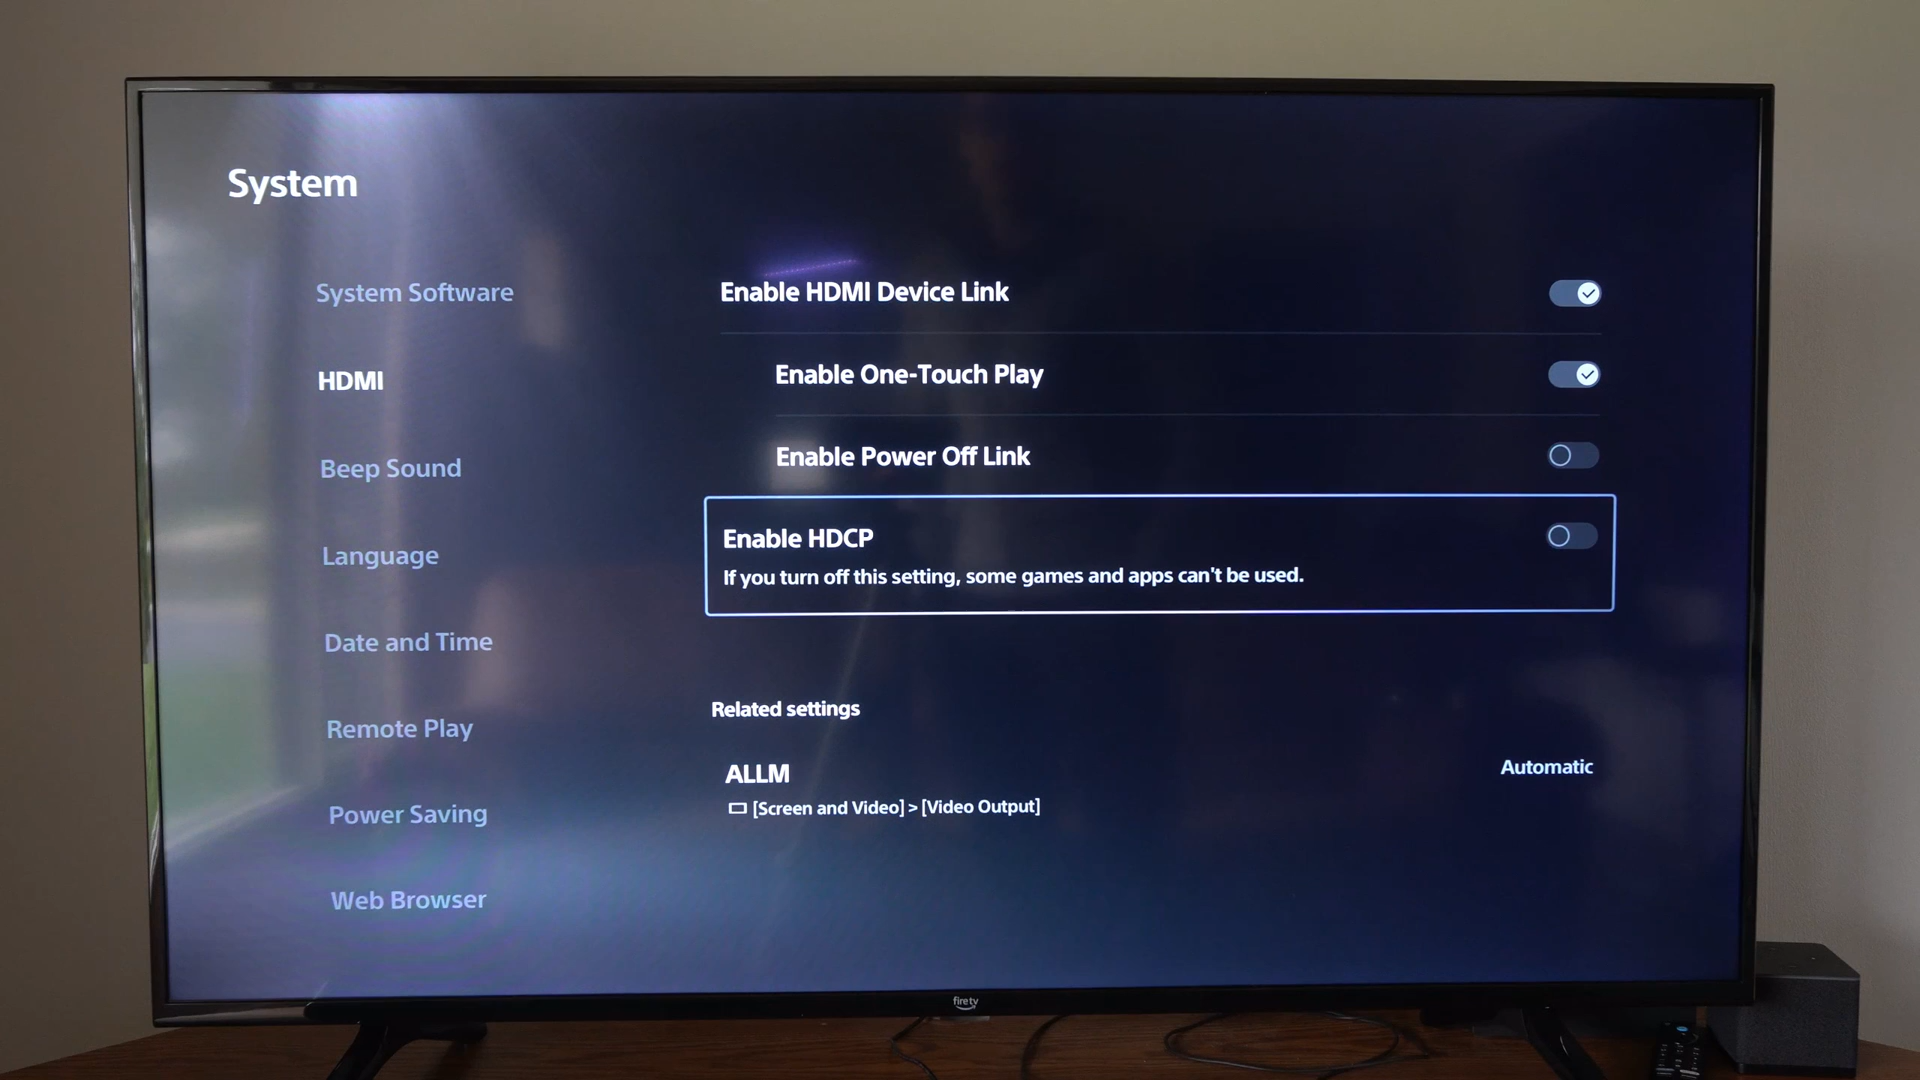 System
System Software
HDMI
Beep Sound
Language
Date and Time
Remote Play
Power Saving
Web Browser
Enable HDMI Device Link
Enable One-Touch Play
Enable Power Off Link
Enable HDCP
If you turn off this setting, some games and apps can't be used.
Related settings
ALLM
Automatic
[Screen and Video] > [Video Output]
fire tv